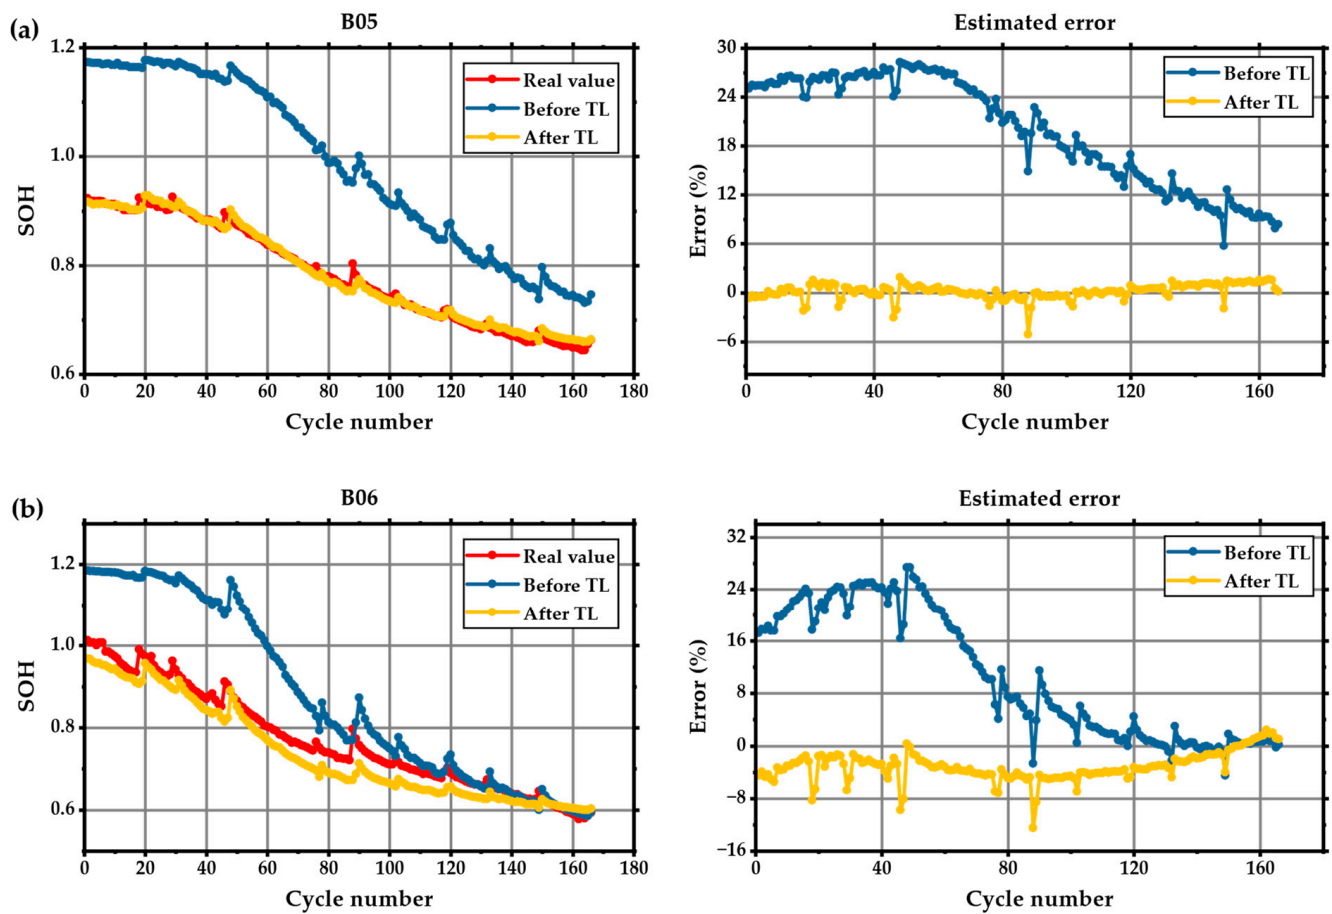 (a)
B05
SOH
1.2
1.0
0.8
0.6
0 20 40 60 80 100 120 140 160 180
Cycle number
Real value
Before TL
After TL
Estimated error
Error (%)
30
24
18
12
6
0
−6
0 40 80 120 160
Cycle number
Before TL
After TL
(b)
B06
SOH
1.2
1.0
0.8
0.6
0 20 40 60 80 100 120 140 160 180
Cycle number
Real value
Before TL
After TL
Estimated error
Error (%)
32
24
16
8
0
−8
−16
0 40 80 120 160
Cycle number
Before TL
After TL